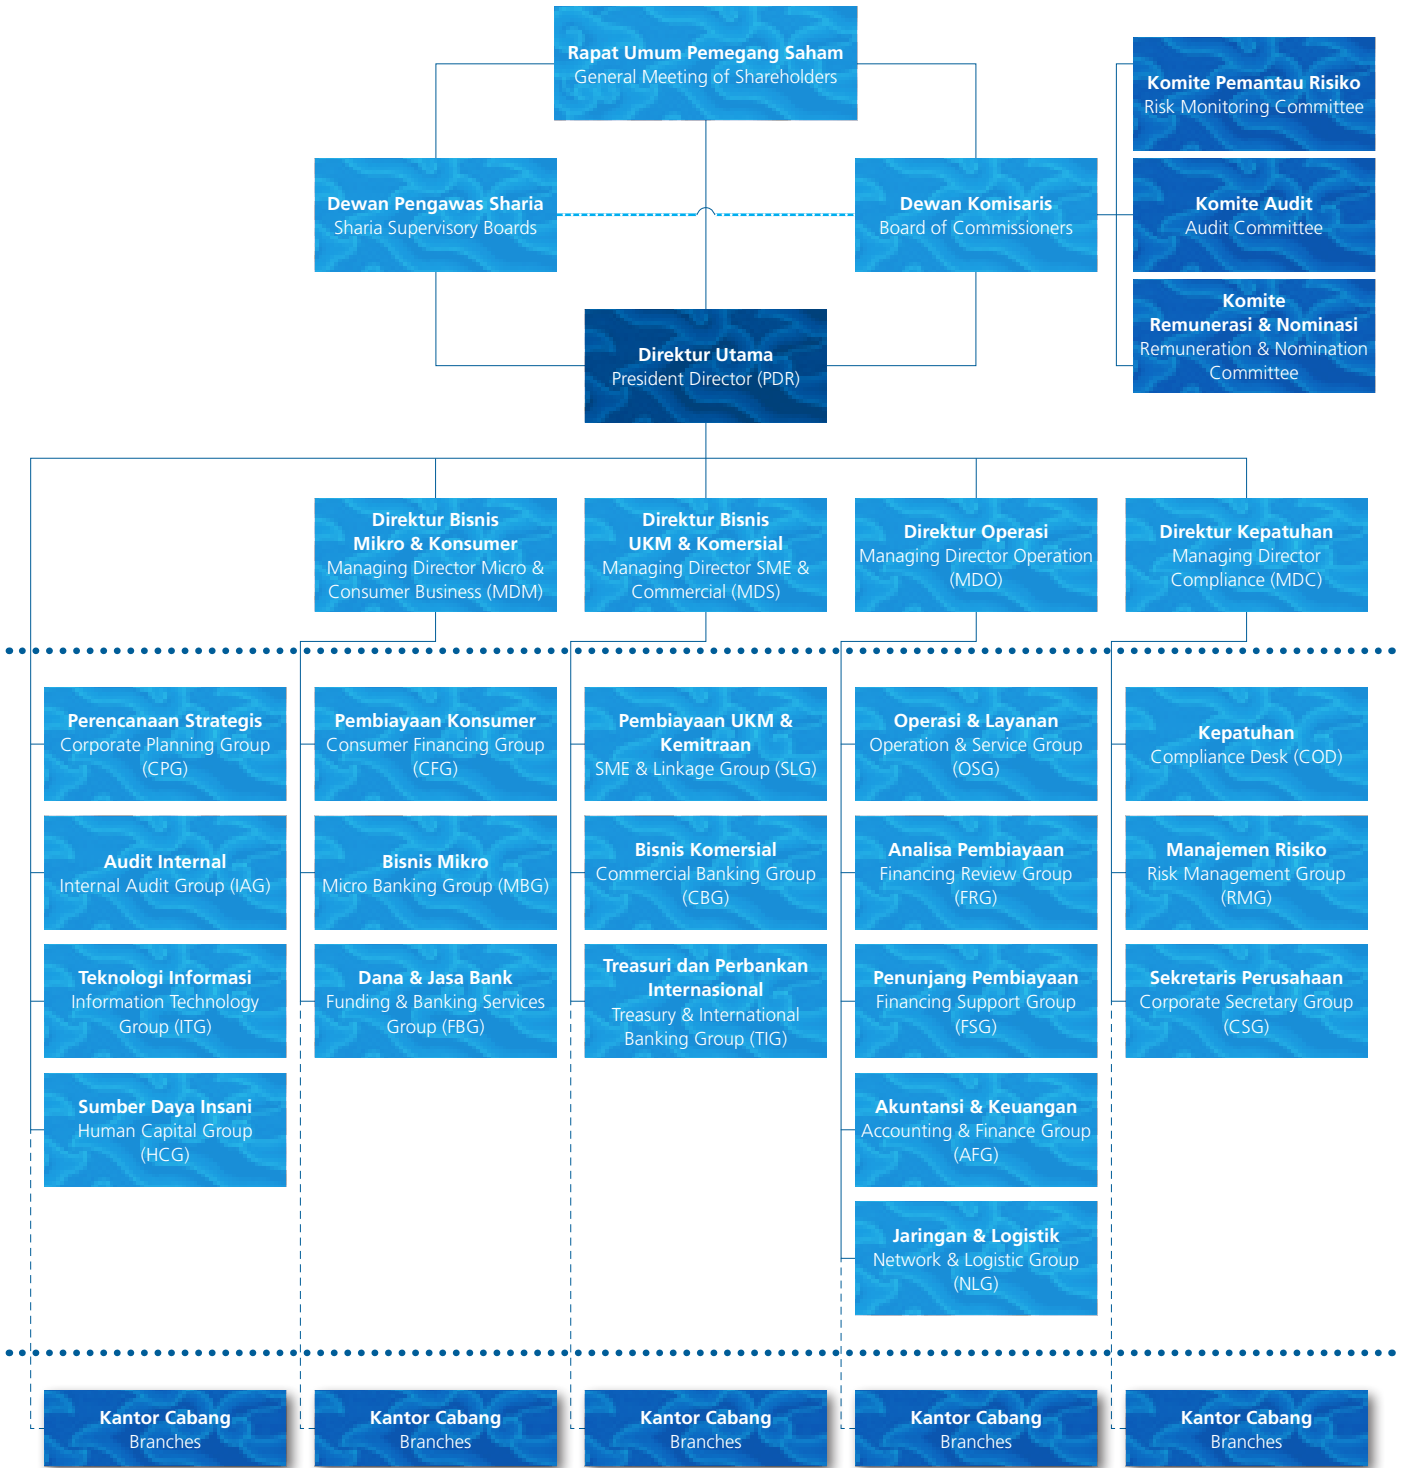 Rapat Umum Pemegang Saham
General Meeting of Shareholders
Komite Pemantau Risiko
Risk Monitoring Committee
Dewan Pengawas Sharia
Sharia Supervisory Boards
Dewan Komisaris
Board of Commissioners
Komite Audit
Audit Committee
Komite
Remunerasi & Nominasi
Remuneration & Nomination
Committee
Direktur Utama
President Director (PDR)
Direktur Bisnis
Mikro & Konsumer
Managing Director Micro &
Consumer Business (MDM)
Direktur Bisnis
UKM & Komersial
Managing Director SME &
Commercial (MDS)
Direktur Operasi
Managing Director Operation
(MDO)
Direktur Kepatuhan
Managing Director
Compliance (MDC)
Perencanaan Strategis
Corporate Planning Group
(CPG)
Pembiayaan Konsumer
Consumer Financing Group
(CFG)
Pembiayaan UKM &
Kemitraan
SME & Linkage Group (SLG)
Operasi & Layanan
Operation & Service Group
(OSG)
Kepatuhan
Compliance Desk (COD)
Audit Internal
Internal Audit Group (IAG)
Bisnis Mikro
Micro Banking Group (MBG)
Bisnis Komersial
Commercial Banking Group
(CBG)
Analisa Pembiayaan
Financing Review Group
(FRG)
Manajemen Risiko
Risk Management Group
(RMG)
Teknologi Informasi
Information Technology
Group (ITG)
Dana & Jasa Bank
Funding & Banking Services
Group (FBG)
Treasuri dan Perbankan
Internasional
Treasury & International
Banking Group (TIG)
Penunjang Pembiayaan
Financing Support Group
(FSG)
Sekretaris Perusahaan
Corporate Secretary Group
(CSG)
Sumber Daya Insani
Human Capital Group
(HCG)
Akuntansi & Keuangan
Accounting & Finance Group
(AFG)
Jaringan & Logistik
Network & Logistic Group
(NLG)
Kantor Cabang
Branches
Kantor Cabang
Branches
Kantor Cabang
Branches
Kantor Cabang
Branches
Kantor Cabang
Branches